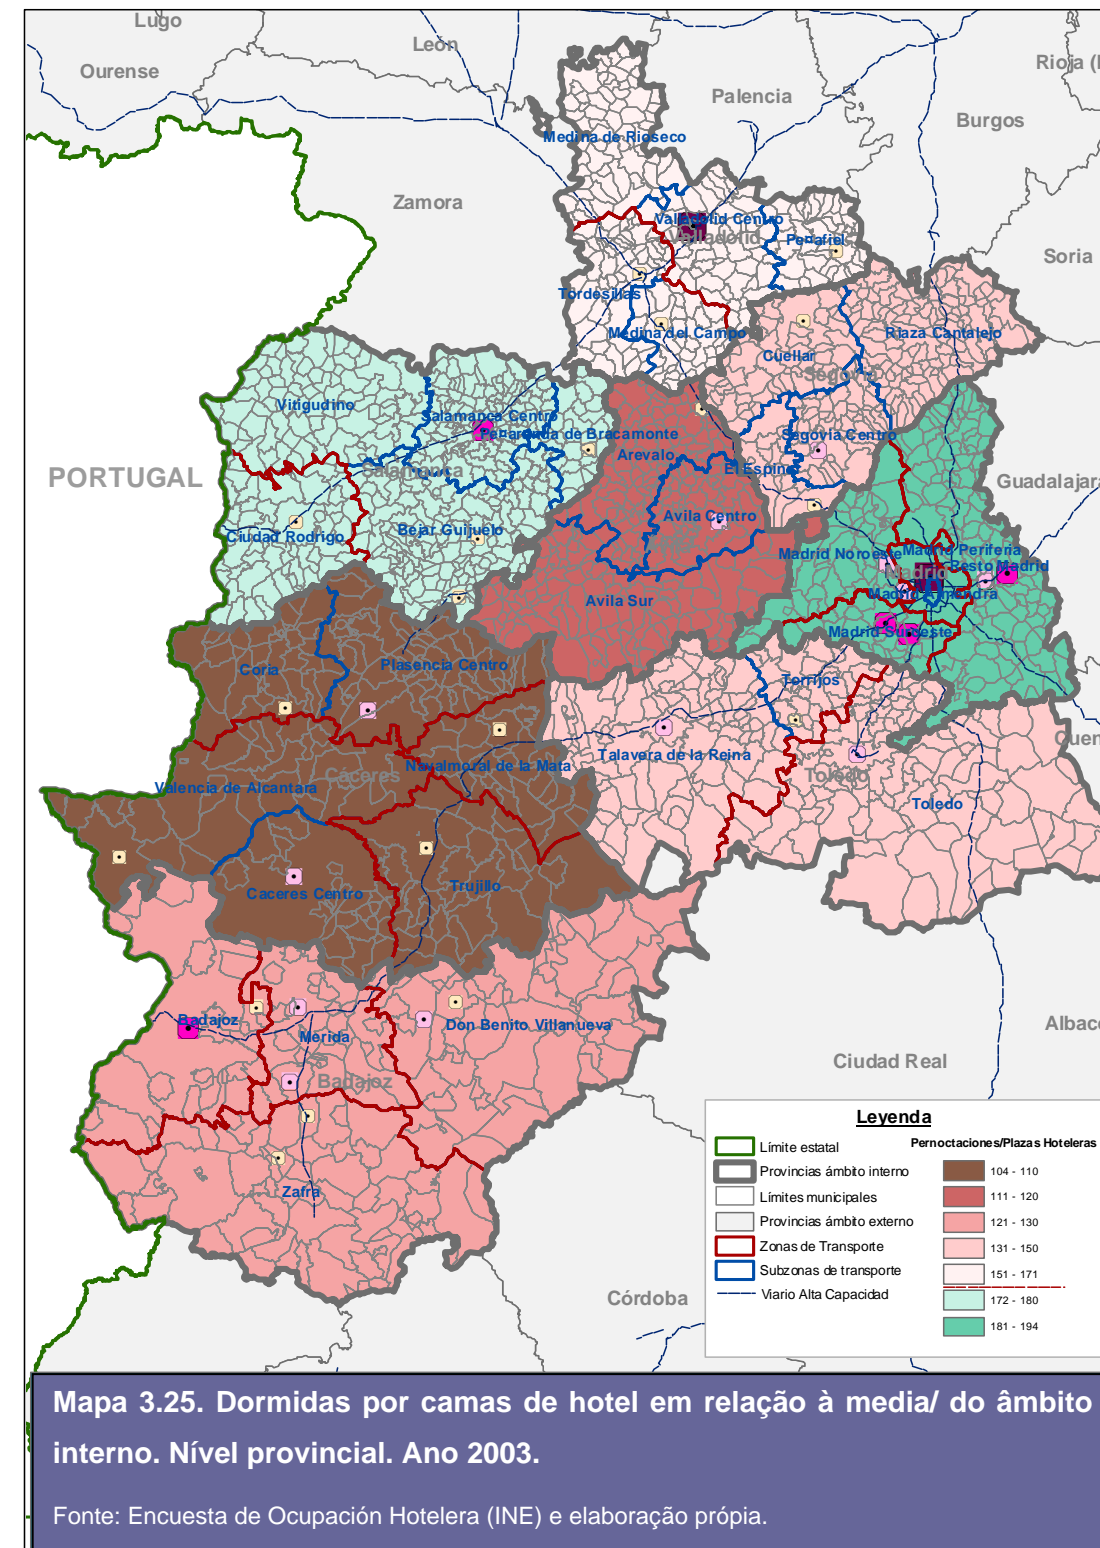 Lugo
León
Ourense
Rioja (
Palencia
Burgos
Medina de Rioseco
Zamora
Valladolid Centro
Valladolid
Peñafiel
Soria
Tordesillas
Medina del Campo
Riaza Cantalejo
Cuellar
Segovia
Vitigudino
Salamanca Centro
Peñaranda de Bracamonte
Segovia Centro
Arevalo
El Espinar
Salamanca
PORTUGAL
Guadalajara
Avila Centro
Ciudad Rodrigo
Bejar Guijuelo
Madrid Noroeste
Madrid Periferia
Resto Madrid
Madrid
Madrid Almendra
Avila Sur
Madrid Suroeste
Coria
Plasencia Centro
Torrijos
Cuen
Talavera de la Reina
Navalmoral de la Mata
Caceres
Toledo
Valencia de Alcantara
Toledo
Caceres Centro
Trujillo
Badajoz
Merida
Don Benito Villanueva
Albace
Ciudad Real
Badajoz
Zafra
Córdoba
Leyenda
Límite estatal
Provincias ámbito interno
Límites municipales
Provincias ámbito externo
Zonas de Transporte
Subzonas de transporte
Viario Alta Capacidad
Pernoctaciones/Plazas Hoteleras
104 - 110
111 - 120
121 - 130
131 - 150
151 - 171
172 - 180
181 - 194
Mapa 3.25. Dormidas por camas de hotel em relação à media/ do âmbito
interno. Nível provincial. Ano 2003.
Fonte: Encuesta de Ocupación Hotelera (INE) e elaboração própia.